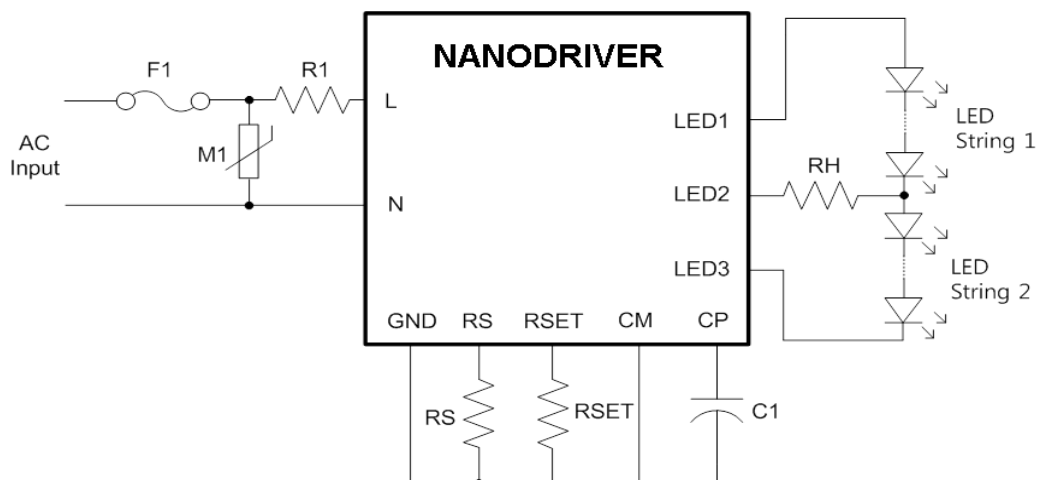 NANODRIVER
F1
R1
L
AC
Input
M1
N
LED1
LED2
LED3
RH
LED
String 1
LED
String 2
GND RS RSET CM CP
RS
RSET
C1